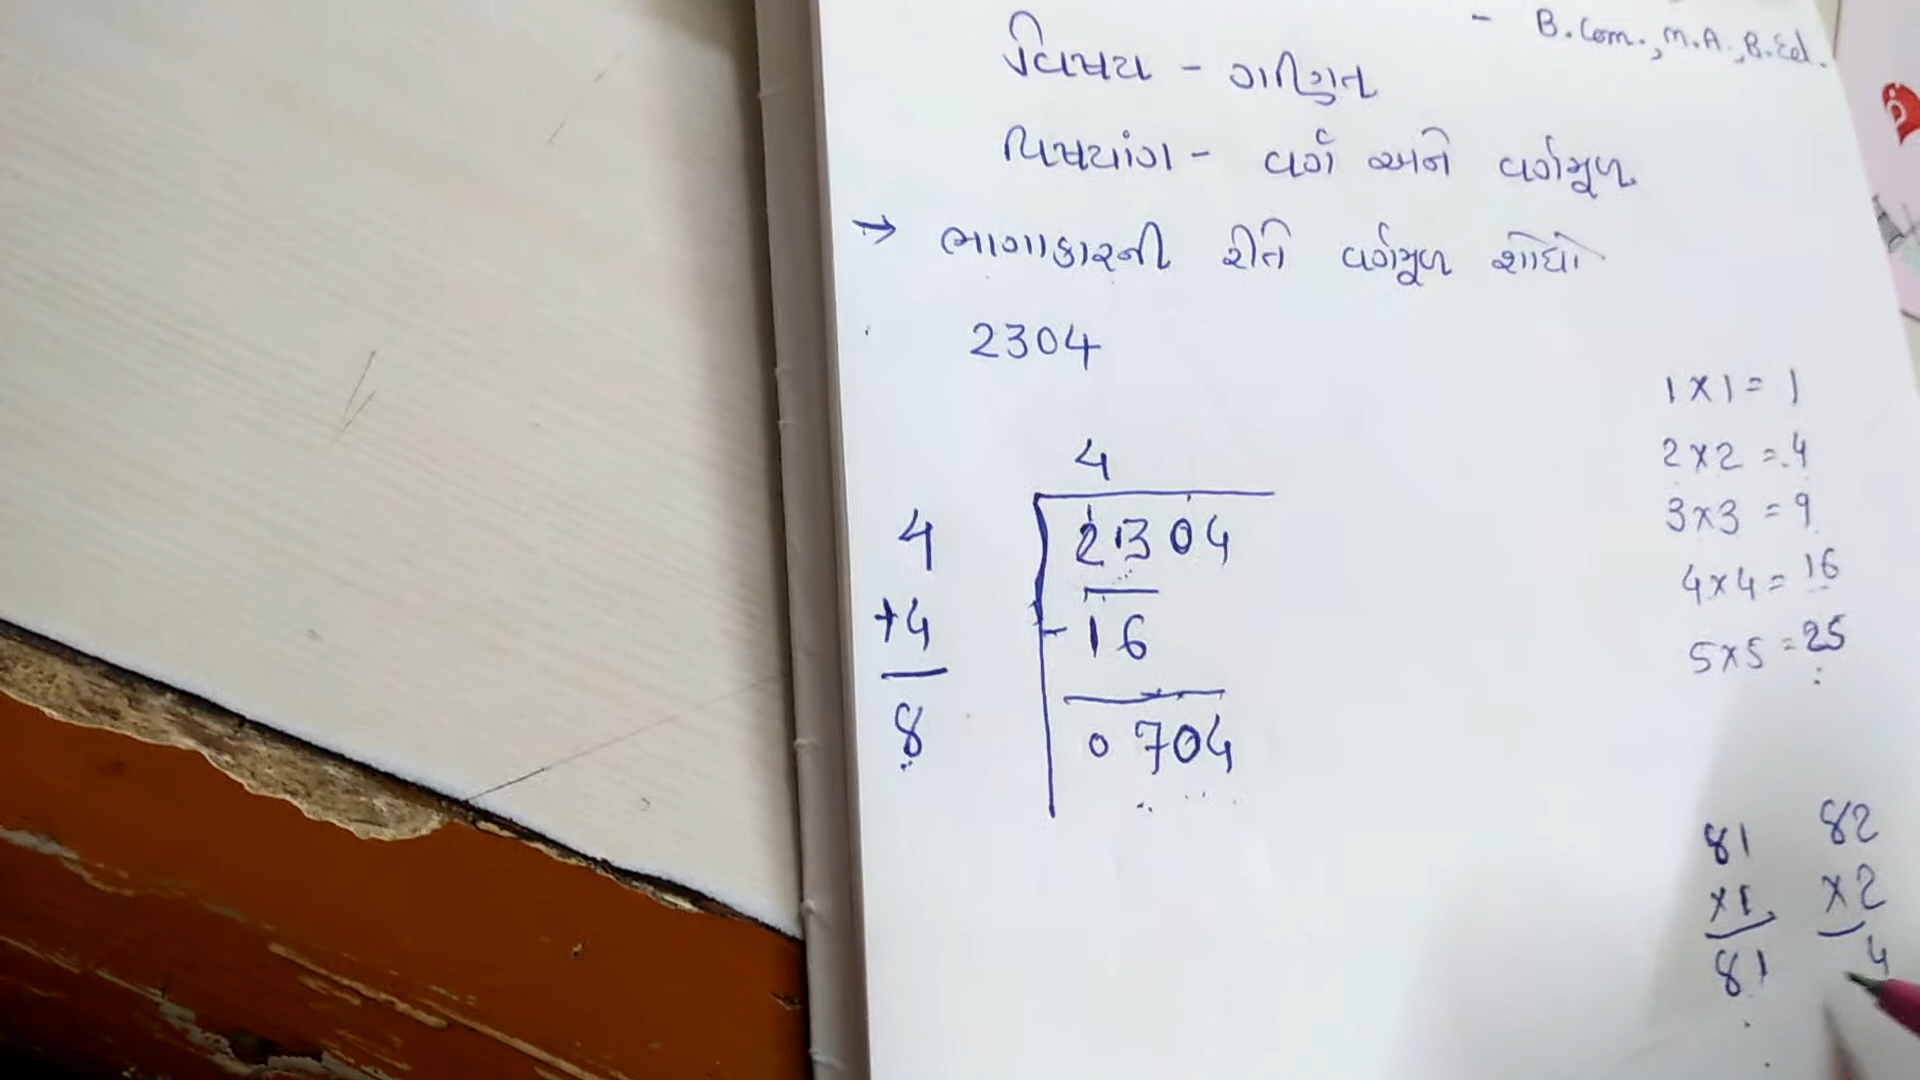 - B.Com., M.A., B.Ed.
વિષય - ગણિત
વિષયાંગ - વર્ગ અને વર્ગમૂળ
→ ભાગાકારની રીતે વર્ગમૂળ શોધો
2304
4
4
2304
+4
- 16
8
0704
1 x 1 = 1
2 x 2 = 4
3 x 3 = 9
4 x 4 = 16
5 x 5 = 25
81
x 1
81
82
x 2
4